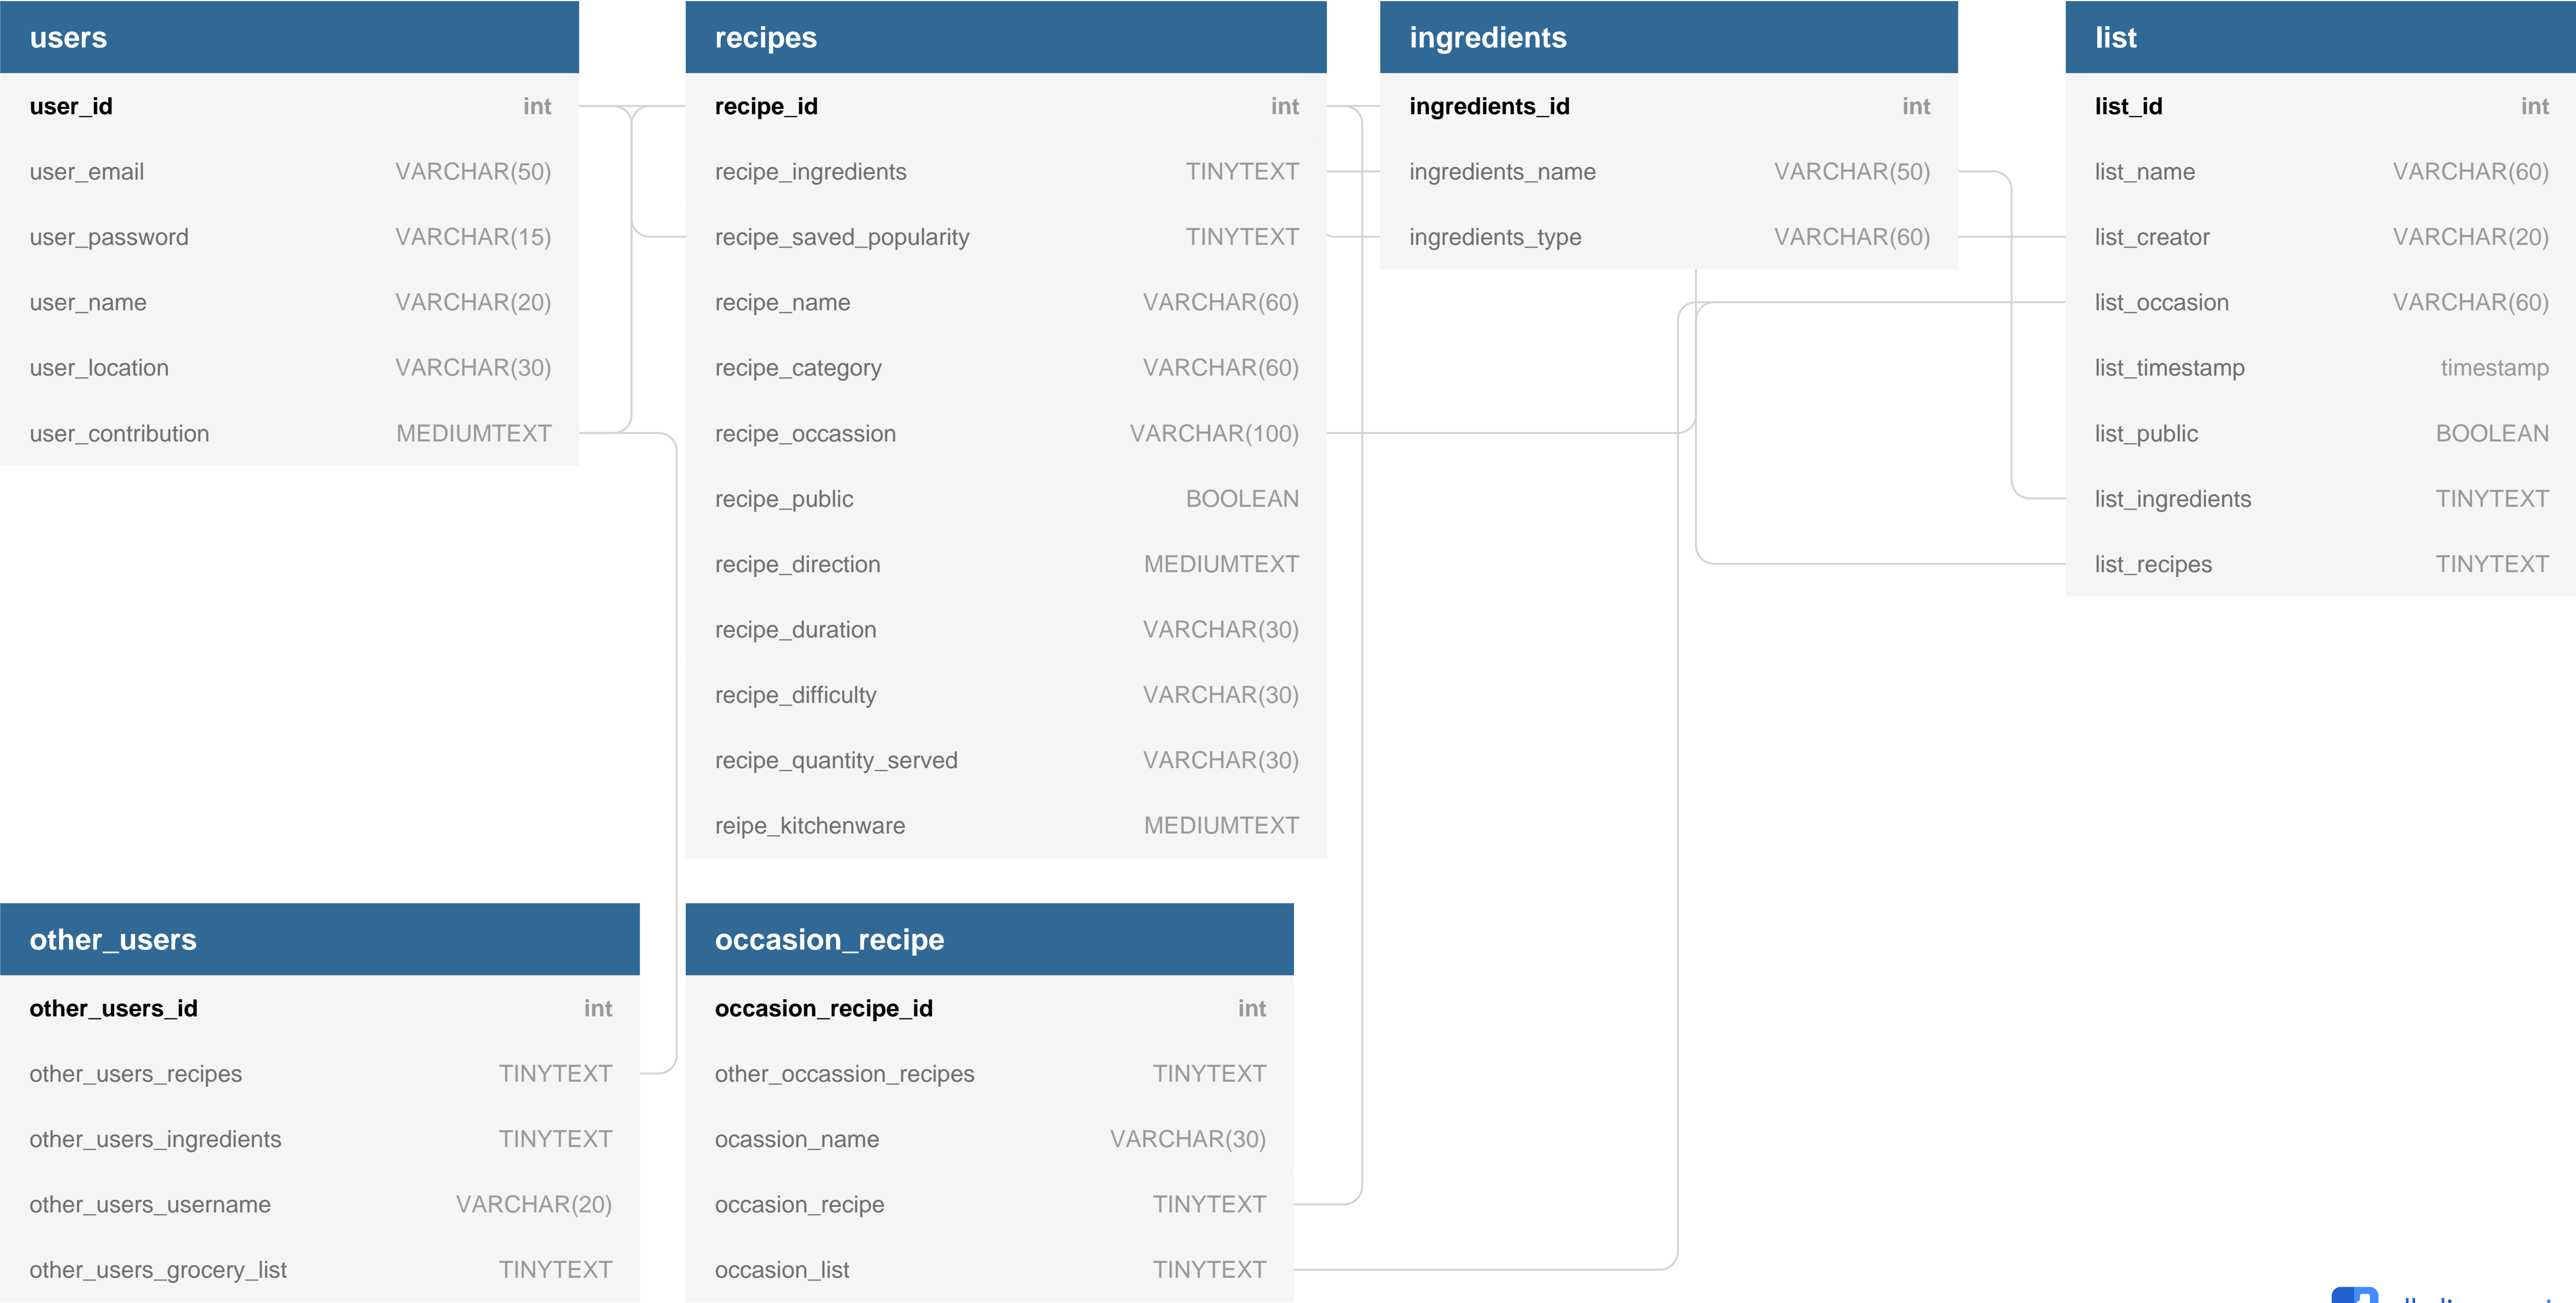 users
user_id int
user_email VARCHAR(50)
user_password VARCHAR(15)
user_name VARCHAR(20)
user_location VARCHAR(30)
user_contribution MEDIUMTEXT
recipes
recipe_id int
recipe_ingredients TINYTEXT
recipe_saved_popularity TINYTEXT
recipe_name VARCHAR(60)
recipe_category VARCHAR(60)
recipe_occassion VARCHAR(100)
recipe_public BOOLEAN
recipe_direction MEDIUMTEXT
recipe_duration VARCHAR(30)
recipe_difficulty VARCHAR(30)
recipe_quantity_served VARCHAR(30)
reipe_kitchenware MEDIUMTEXT
ingredients
ingredients_id int
ingredients_name VARCHAR(50)
ingredients_type VARCHAR(60)
list
list_id int
list_name VARCHAR(60)
list_creator VARCHAR(20)
list_occasion VARCHAR(60)
list_timestamp timestamp
list_public BOOLEAN
list_ingredients TINYTEXT
list_recipes TINYTEXT
other_users
other_users_id int
other_users_recipes TINYTEXT
other_users_ingredients TINYTEXT
other_users_username VARCHAR(20)
other_users_grocery_list TINYTEXT
occasion_recipe
occasion_recipe_id int
other_occassion_recipes TINYTEXT
ocassion_name VARCHAR(30)
occasion_recipe TINYTEXT
occasion_list TINYTEXT